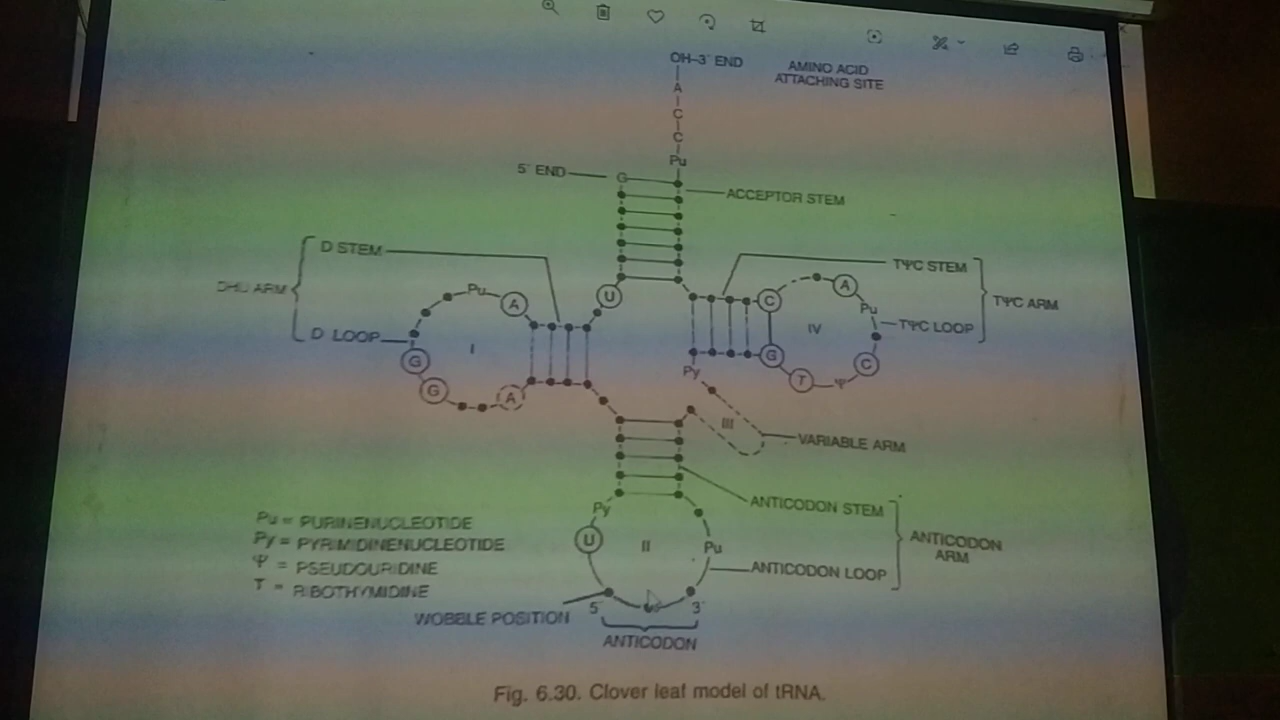 OH-3' END
AMINO ACID
ATTACHING SITE
A
C
C
Pu
5' END
G
ACCEPTOR STEM
D STEM
TΨC STEM
DHU ARM
TΨC ARM
D LOOP
TΨC LOOP
Pu
A
U
C
A
Pu
I
IV
G
G
A
G
T
Ψ
C
Py
III
VARIABLE ARM
ANTICODON STEM
ANTICODON
ARM
ANTICODON LOOP
Py
U
II
Pu
Pu = PURINENUCLEOTIDE
Py = PYRIMIDINENUCLEOTIDE
Ψ = PSEUDOURIDINE
T = RIBOTHYMIDINE
WOBBLE POSITION
5'
3'
ANTICODON
Fig. 6.30. Clover leaf model of tRNA.